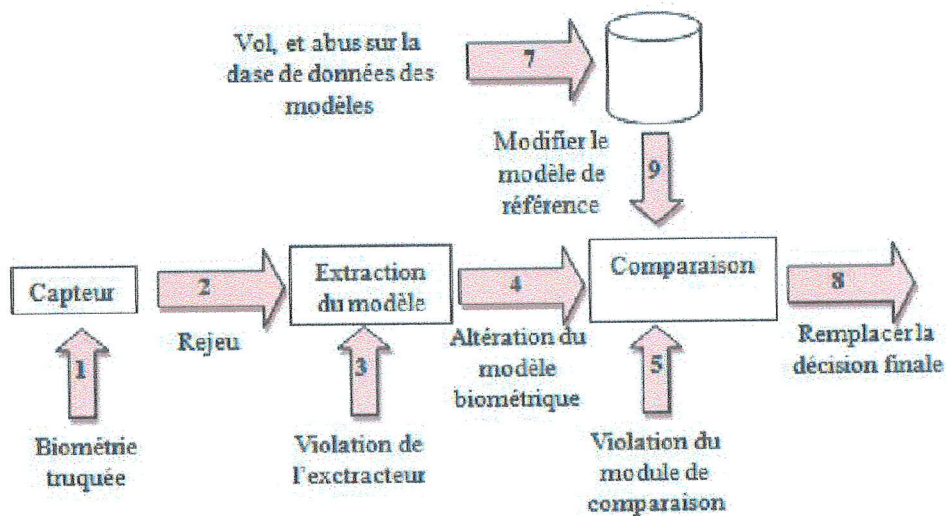 Vol, et abus sur la
dase de données des
modèles
7
Modifier le
modèle de
référence
9
Capteur
2
Rejeu
Extraction
du modèle
4
Altération du
modèle
biométrique
Comparaison
8
Remplacer la
décision finale
1
Biométrie
truquée
3
Violation de
l'exctracteur
5
Violation du
module de
comparaison